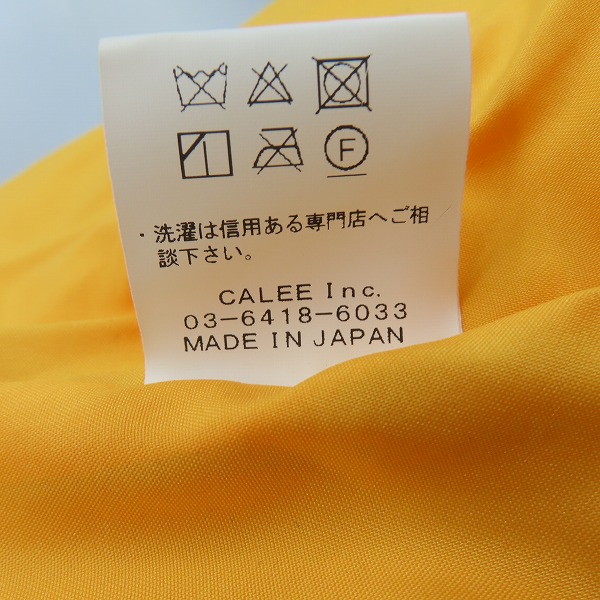 F
・洗濯は信用ある専門店へご相
談下さい。
CALEE Inc.
03-6418-6033
MADE IN JAPAN